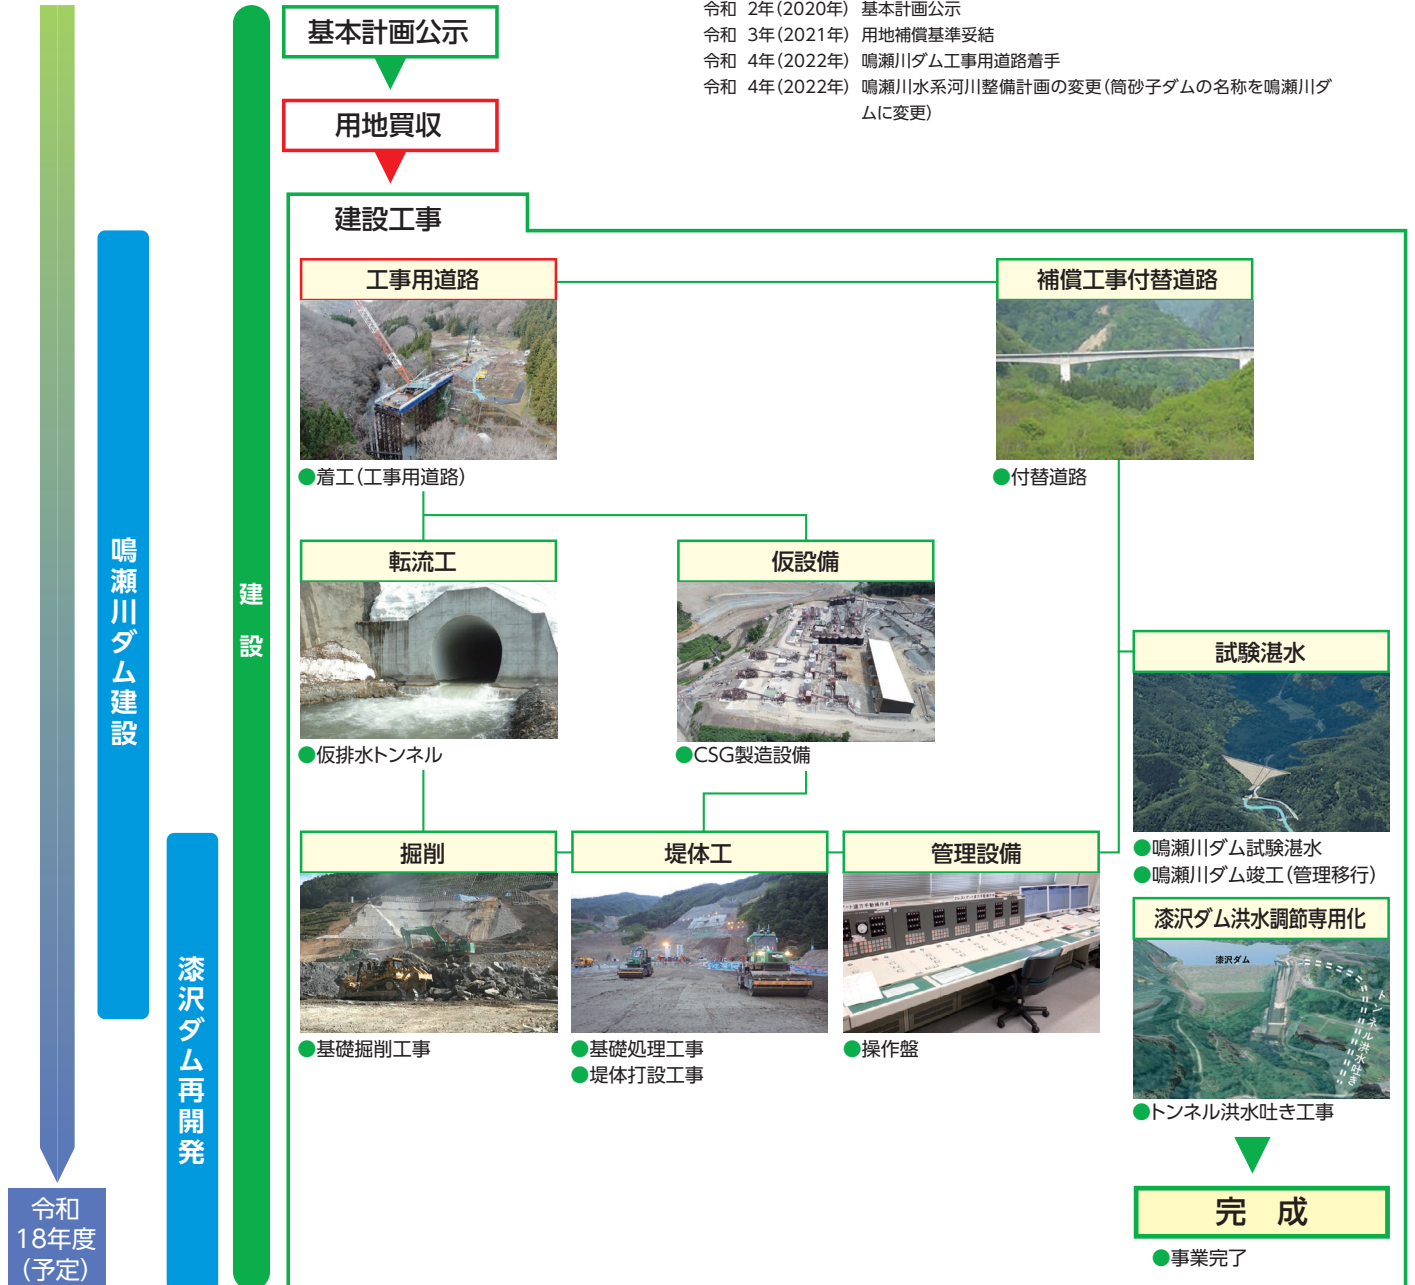 基本計画公示
令和 2年(2020年) 基本計画公示
令和 3年(2021年) 用地補償基準妥結
令和 4年(2022年) 鳴瀬川ダム工事用道路着手
令和 4年(2022年) 鳴瀬川水系河川整備計画の変更(筒砂子ダムの名称を鳴瀬川ダ
ムに変更)
用地買収
建設工事
工事用道路
補償工事付替道路
●着工(工事用道路)
●付替道路
転流工
仮設備
●仮排水トンネル
●CSG製造設備
試験湛水
●鳴瀬川ダム試験湛水
●鳴瀬川ダム竣工(管理移行)
掘削
堤体工
管理設備
●基礎掘削工事
●基礎処理工事
●堤体打設工事
●操作盤
漆沢ダム洪水調節専用化
漆沢ダム
トンネル洪水吐き
●トンネル洪水吐き工事
完 成
●事業完了
鳴瀬川ダム建設
漆沢ダム再開発
建設
令和
18年度
(予定)